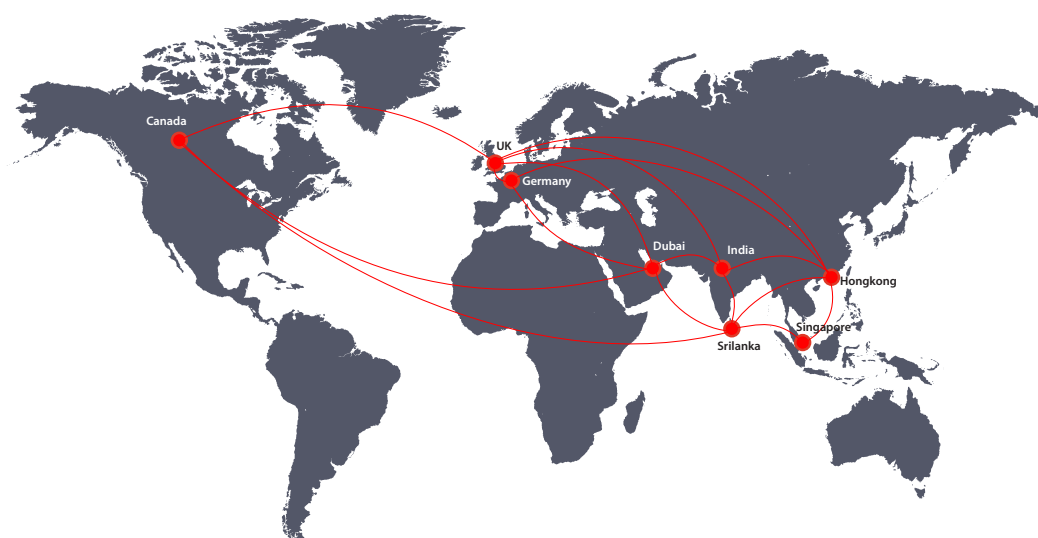 Canada
UK
Germany
Dubai
India
Hongkong
Singapore
Srilanka